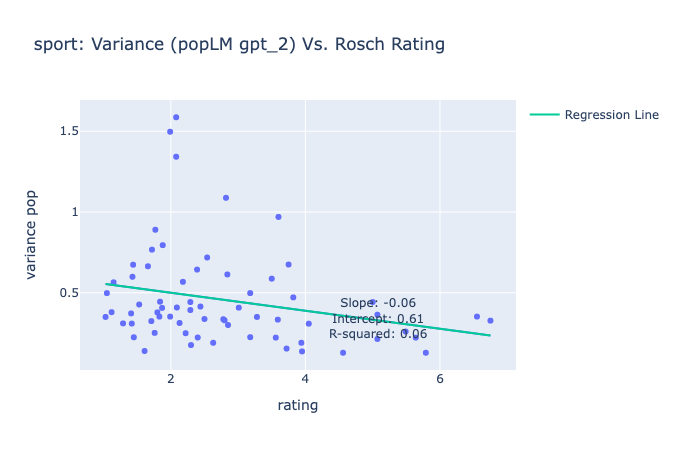 sport: Variance (popLM gpt_2) Vs. Rosch Rating
Regression Line
1.5
1
0.5
variance pop
Slope: -0.06
Intercept: 0.61
R-squared: 0.06
2
4
6
rating